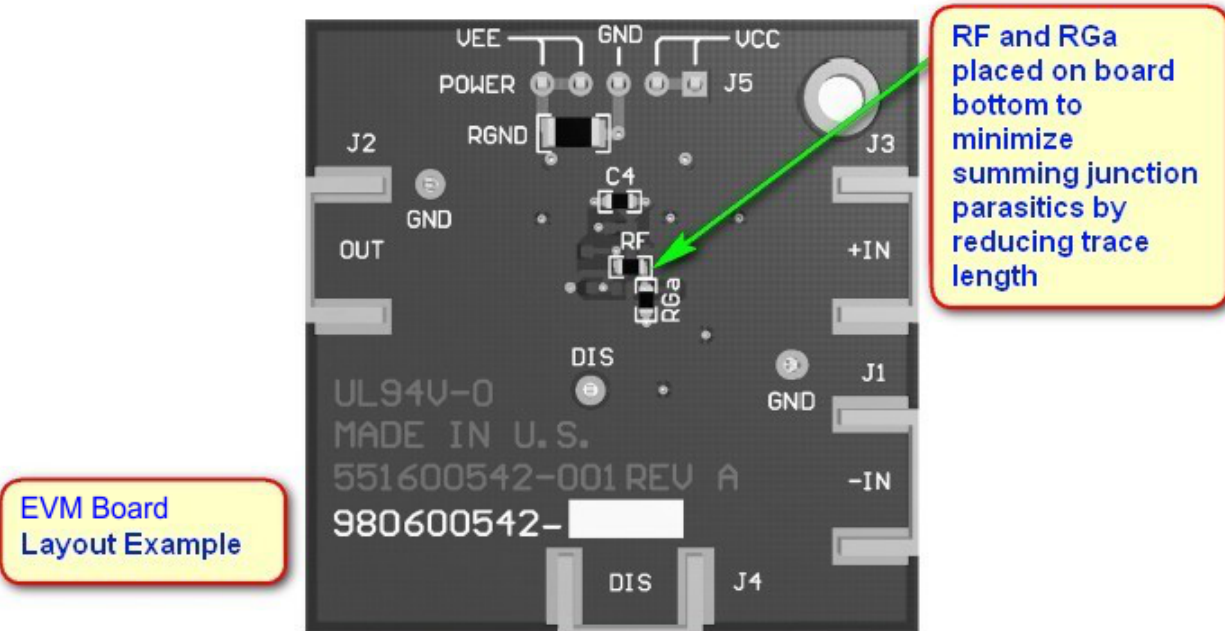 VEE GND VCC
POWER J5
RGND
J2
J3
C4
GND
OUT
RF
+IN
RGa
DIS
J1
GND
UL94V-0
MADE IN U.S.
551600542-001 REV A
-IN
980600542-
DIS
J4
RF and RGa
placed on board
bottom to
minimize
summing junction
parasitics by
reducing trace
length
EVM Board
Layout Example